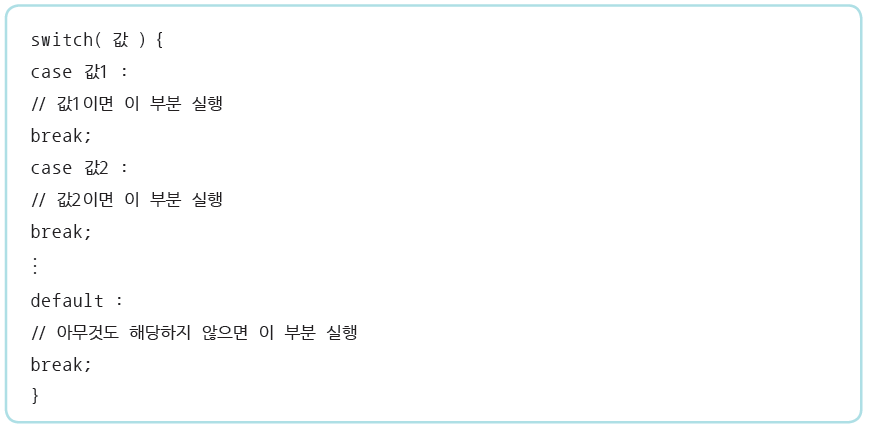 switch( 값 ) {
case 값1 :
// 값1이면 이 부분 실행
break;
case 값2 :
// 값2이면 이 부분 실행
break;
⋮
default :
// 아무것도 해당하지 않으면 이 부분 실행
break;
}